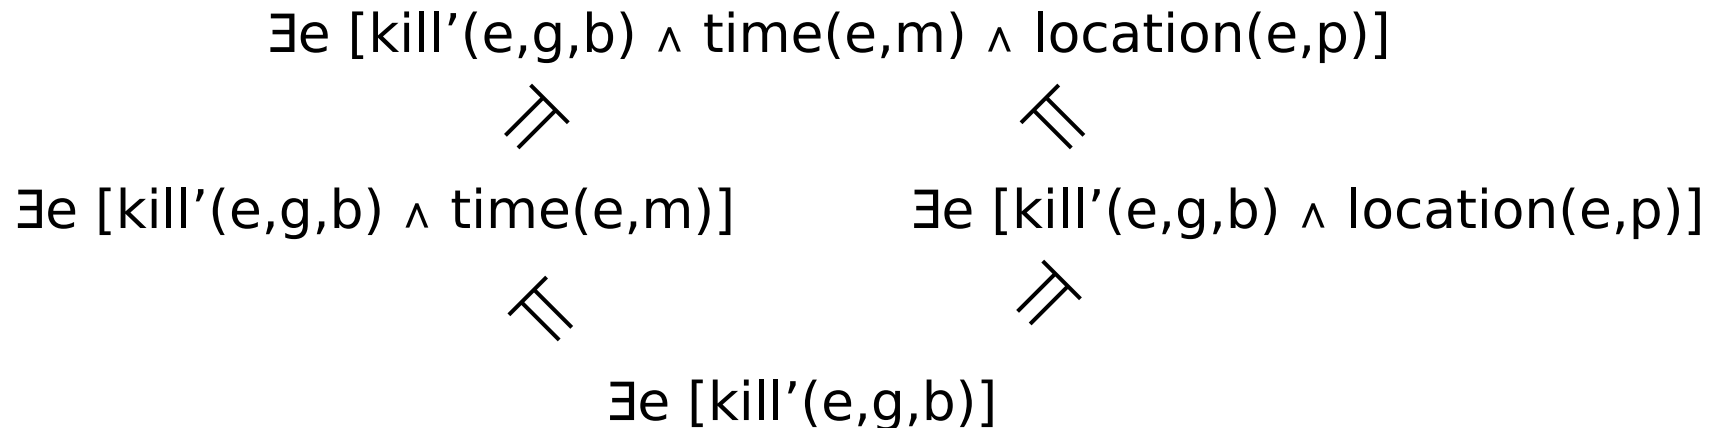 ∃e [kill’(e,g,b) ∧ time(e,m) ∧ location(e,p)]
⊨ ⊨
∃e [kill’(e,g,b) ∧ time(e,m)] ∃e [kill’(e,g,b) ∧ location(e,p)]
⊨ ⊨
∃e [kill’(e,g,b)]